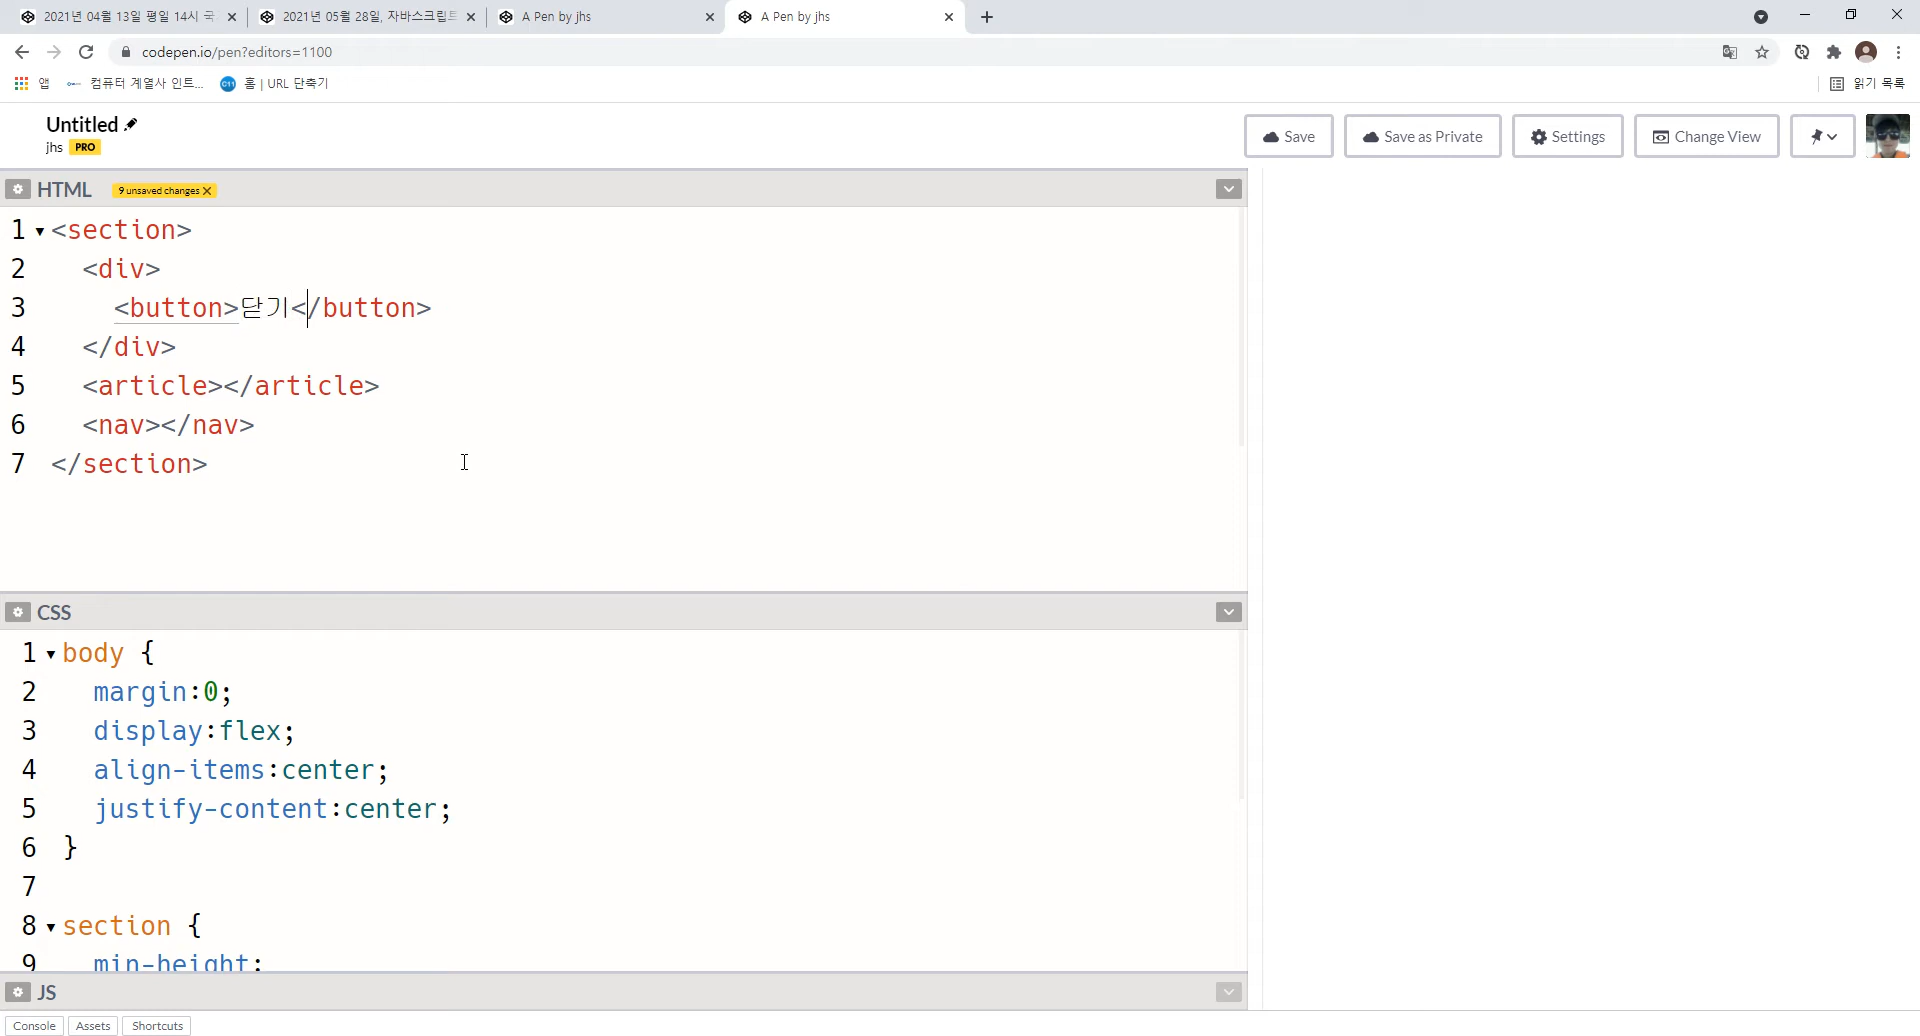 2021년 04월 13일 평일 14시 국
2021년 05월 28일, 자바스크립트
A Pen by jhs
A Pen by jhs
codepen.io/pen?editors=1100
앱
컴퓨터 계열사 인트...
C11
홈 | URL 단축기
읽기 목록
Untitled
jhs PRO
Save
Save as Private
Settings
Change View
HTML
9 unsaved changes
1 <section>
2 <div>
3 <button>닫기</button>
4 </div>
5 <article></article>
6 <nav></nav>
7 </section>
CSS
1 body {
2 margin:0;
3 display:flex;
4 align-items:center;
5 justify-content:center;
6 }
7
8 section {
9 min-height:
JS
Console
Assets
Shortcuts